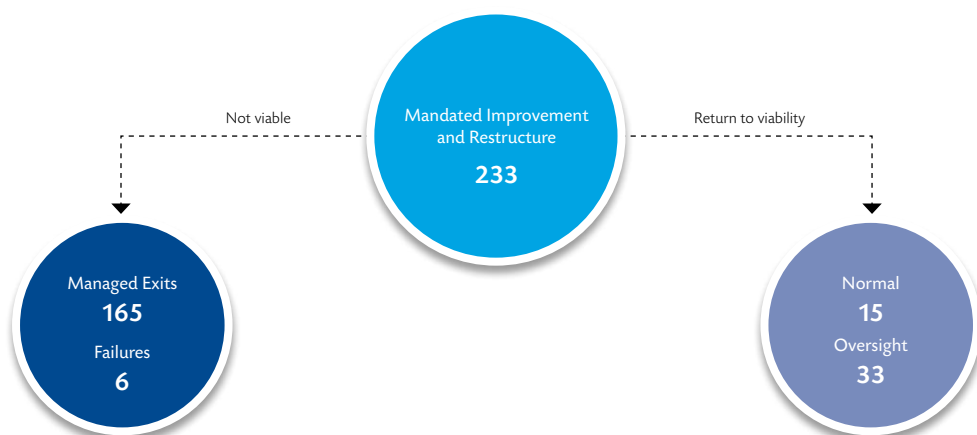 Mandated Improvement
and Restructure
233
Not viable
Return to viability
Managed Exits
165
Failures
6
Normal
15
Oversight
33